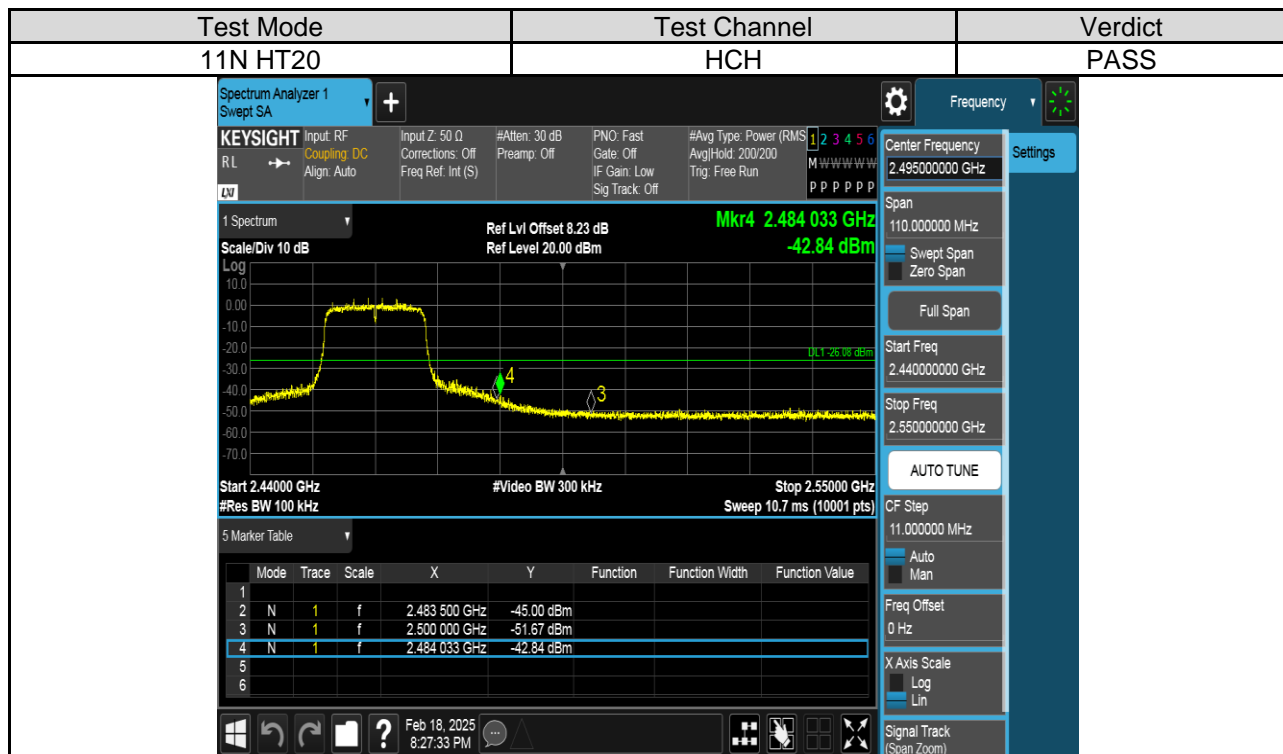 Test Mode Test Channel Verdict
11N HT20 HCH PASS
Spectrum Analyzer 1
Swept SA
+
Frequency
KEYSIGHT
RL
LXI
Input: RF
Coupling: DC
Align: Auto
Input Z: 50 Ω
Corrections: Off
Freq Ref: Int (S)
#Atten: 30 dB
Preamp: Off
PNO: Fast
Gate: Off
IF Gain: Low
Sig Track: Off
#Avg Type: Power (RMS
Avg|Hold: 200/200
Trig: Free Run
1 2 3 4 5 6
M W W W W W
P P P P P P
1 Spectrum
Scale/Div 10 dB
Ref Lvl Offset 8.23 dB
Ref Level 20.00 dBm
Mkr4 2.484 033 GHz
-42.84 dBm
Log
10.0
0.00
-10.0
-20.0
-30.0
-40.0
-50.0
-60.0
-70.0
DL1 -26.08 dBm
4
3
Start 2.44000 GHz #Video BW 300 kHz Stop 2.55000 GHz
#Res BW 100 kHz Sweep 10.7 ms (10001 pts)
5 Marker Table
Mode Trace Scale X Y Function Function Width Function Value
1
2 N 1 f 2.483 500 GHz -45.00 dBm
3 N 1 f 2.500 000 GHz -51.67 dBm
4 N 1 f 2.484 033 GHz -42.84 dBm
5
6
?
Feb 18, 2025
8:27:33 PM
Settings
Center Frequency
2.495000000 GHz
Span
110.000000 MHz
Swept Span
Zero Span
Full Span
Start Freq
2.440000000 GHz
Stop Freq
2.550000000 GHz
AUTO TUNE
CF Step
11.000000 MHz
Auto
Man
Freq Offset
0 Hz
X Axis Scale
Log
Lin
Signal Track
(Span Zoom)